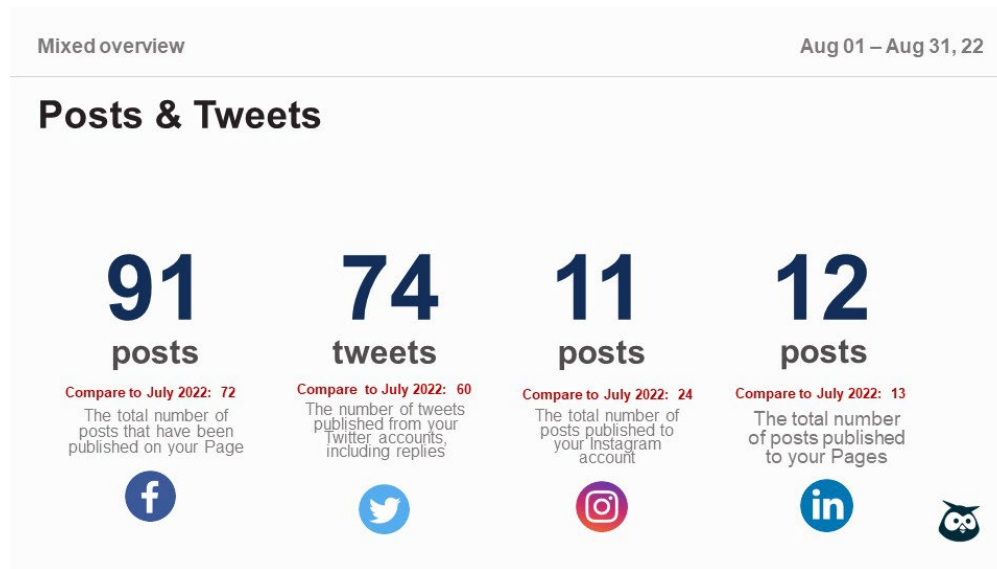 Mixed overview
Aug 01 – Aug 31, 22
Posts & Tweets
91
posts
Compare to July 2022: 72
The total number of
posts that have been
published on your Page
74
tweets
Compare to July 2022: 60
The number of tweets
published from your
Twitter accounts,
including replies
11
posts
Compare to July 2022: 24
The total number of
posts published to
your Instagram
account
12
posts
Compare to July 2022: 13
The total number
of posts published
to your Pages
f
in